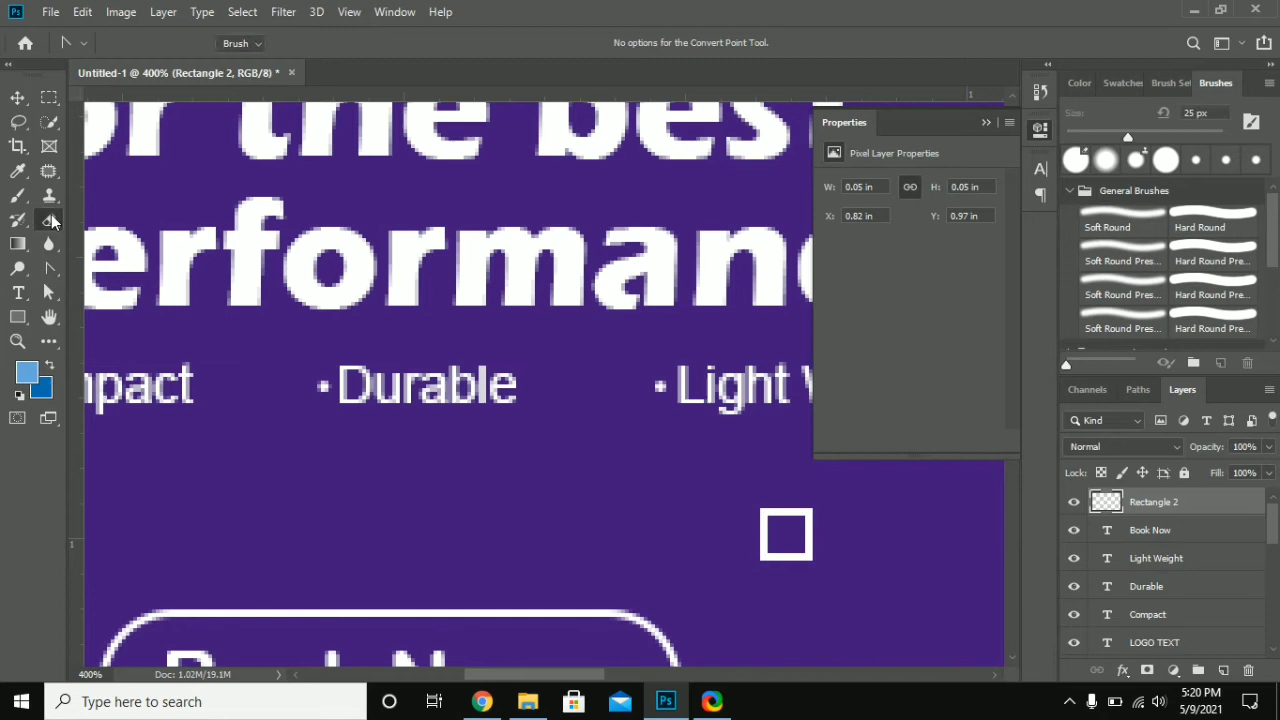 File Edit Image Layer Type Select Filter 3D View Window Help
Brush
No options for the Convert Point Tool.
Untitled-1 @ 400% (Rectangle 2, RGB/8) *
or the bes
erformanc
mpact •Durable •Light W
Properties
Pixel Layer Properties
W: 0.05 in H: 0.05 in
X: 0.82 in Y: 0.97 in
1
1
Color Swatches Brush Set Brushes
Size: 25 px
General Brushes
Soft Round Hard Round
Soft Round Pres... Hard Round Pre...
Soft Round Pres... Hard Round Pre...
Soft Round Pres... Hard Round Pre...
Channels Paths Layers
Kind
Normal Opacity: 100%
Lock: Fill: 100%
Rectangle 2
T Book Now
T Light Weight
T Durable
T Compact
T LOGO TEXT
400% Doc: 1.02M/19.1M
Type here to search
5:20 PM
5/9/2021